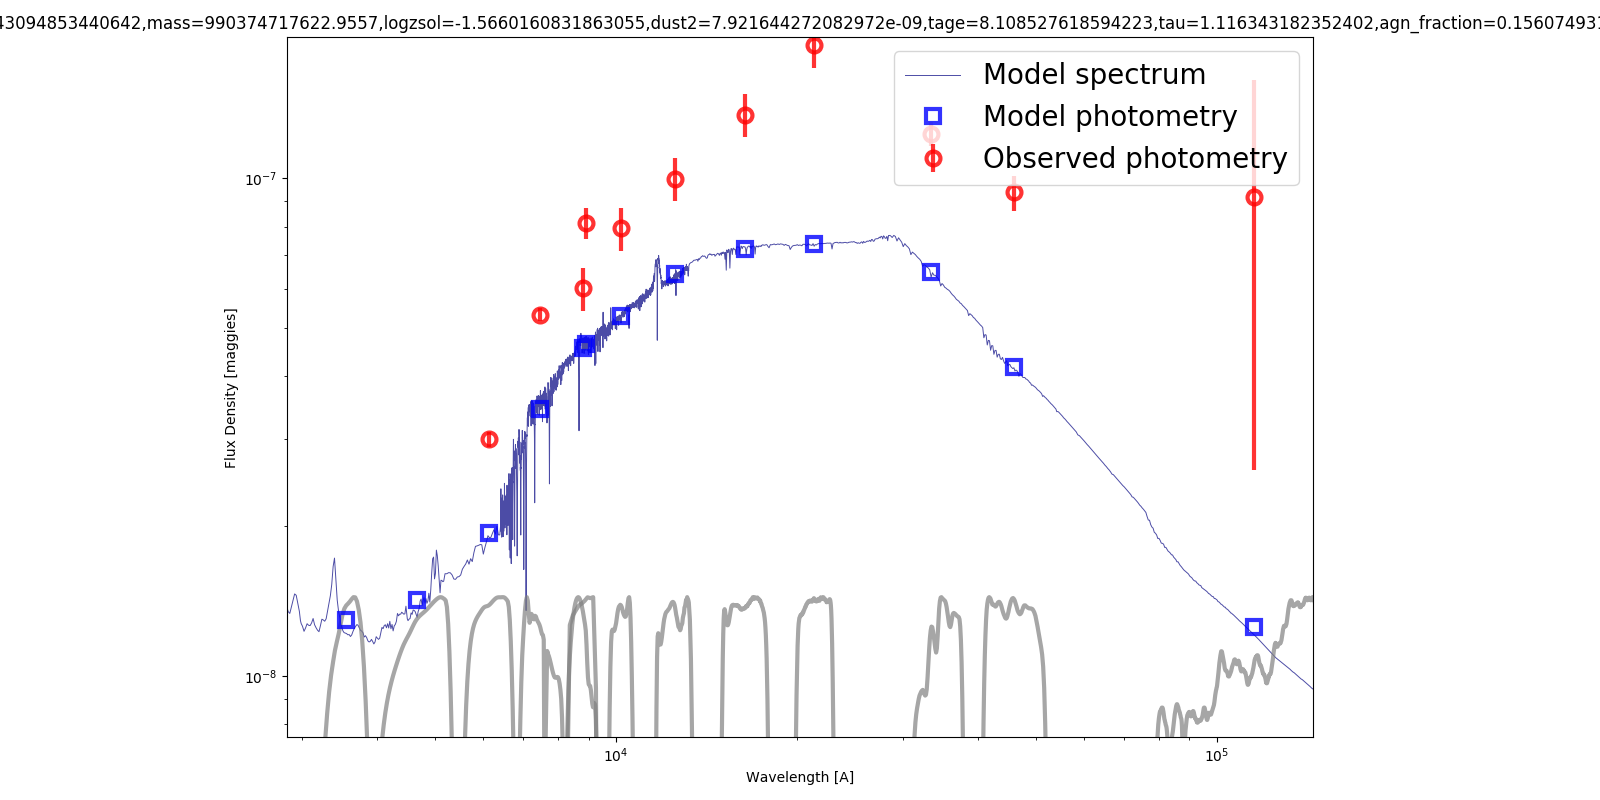 43094853440642,mass=990374717622.9557,logzsol=-1.5660160831863055,dust2=7.921644272082972e-09,tage=8.108527618594223,tau=1.116343182352402,agn_fraction=0.15607493
Model spectrum
Model photometry
Observed photometry
10⁻⁷
10⁻⁸
Flux Density [maggies]
10⁴
10⁵
Wavelength [A]